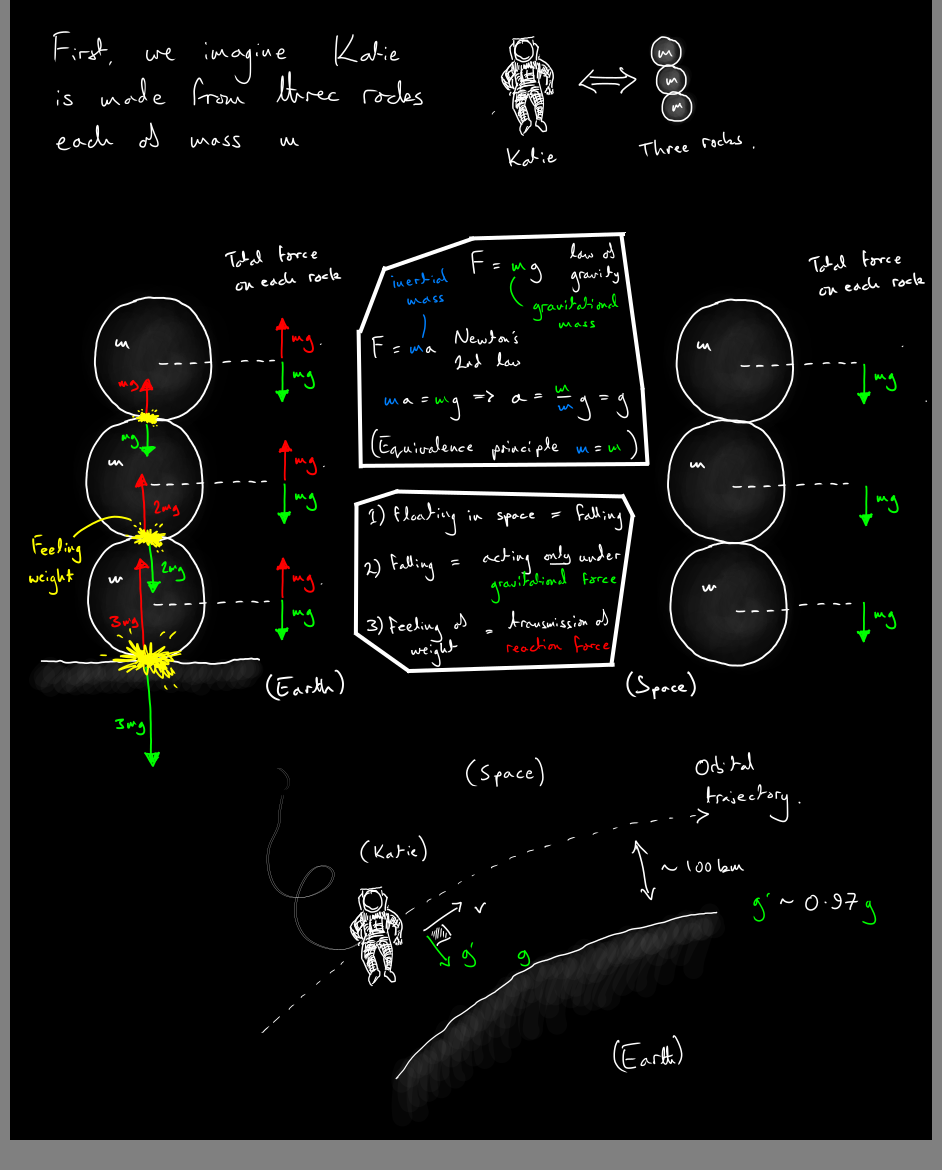 First, we imagine Katie
is made from three rocks
each of mass m
m
m
m
Katie
Three rocks.
Total force
on each rock
m
mg
mg
mg.
mg
m
2mg
2mg
mg.
mg
Feeling
weight
m
3mg
3mg
mg.
mg
(Earth)
F = mg
law of
gravity
inertial
mass
gravitational
mass
F = ma
Newton's
2nd law
ma = mg => a = m/m g = g
(Equivalence principle m = m)
1) Floating in space = Falling
2) Falling = acting only under
gravitational force
3) Feeling of
weight
= transmission of
reaction force
Total force
on each rock
m
mg
m
mg
m
mg
(Space)
(Space)
Orbital
trajectory.
(Katie)
~ 100 km
v
g'
g
g' ~ 0.97g
(Earth)